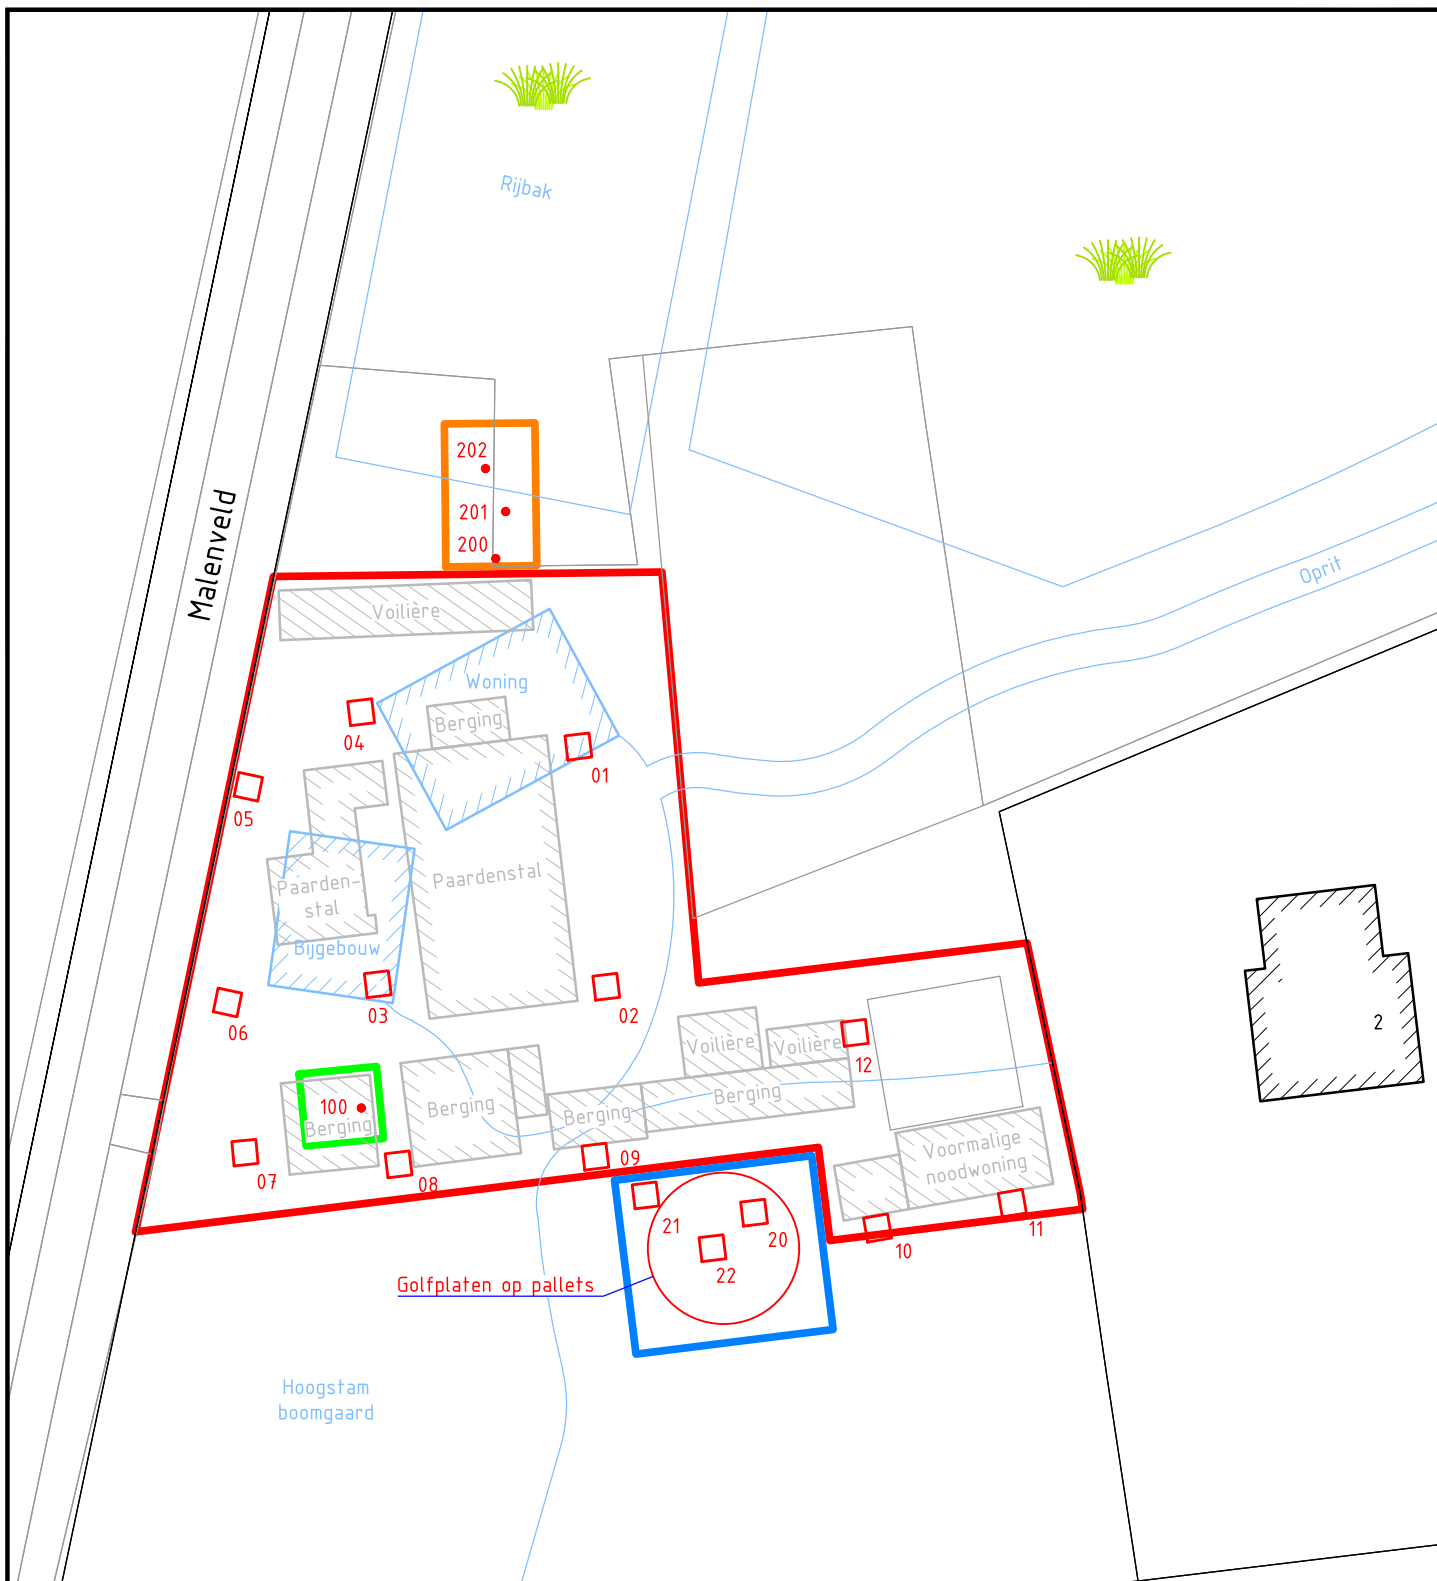 Rijbak
202
201
200
Malenveld
Oprit
Voilière
Woning
Berging
04
01
05
Paardenstal
Paarden-
stal
Bijgebouw
03
02
06
2
Voilière
Voilière
12
100
Berging
Berging
Berging
Berging
Voormalige
noodwoning
07
08
09
21
20
22
10
11
Golfplaten op pallets
Hoogstam
boomgaard